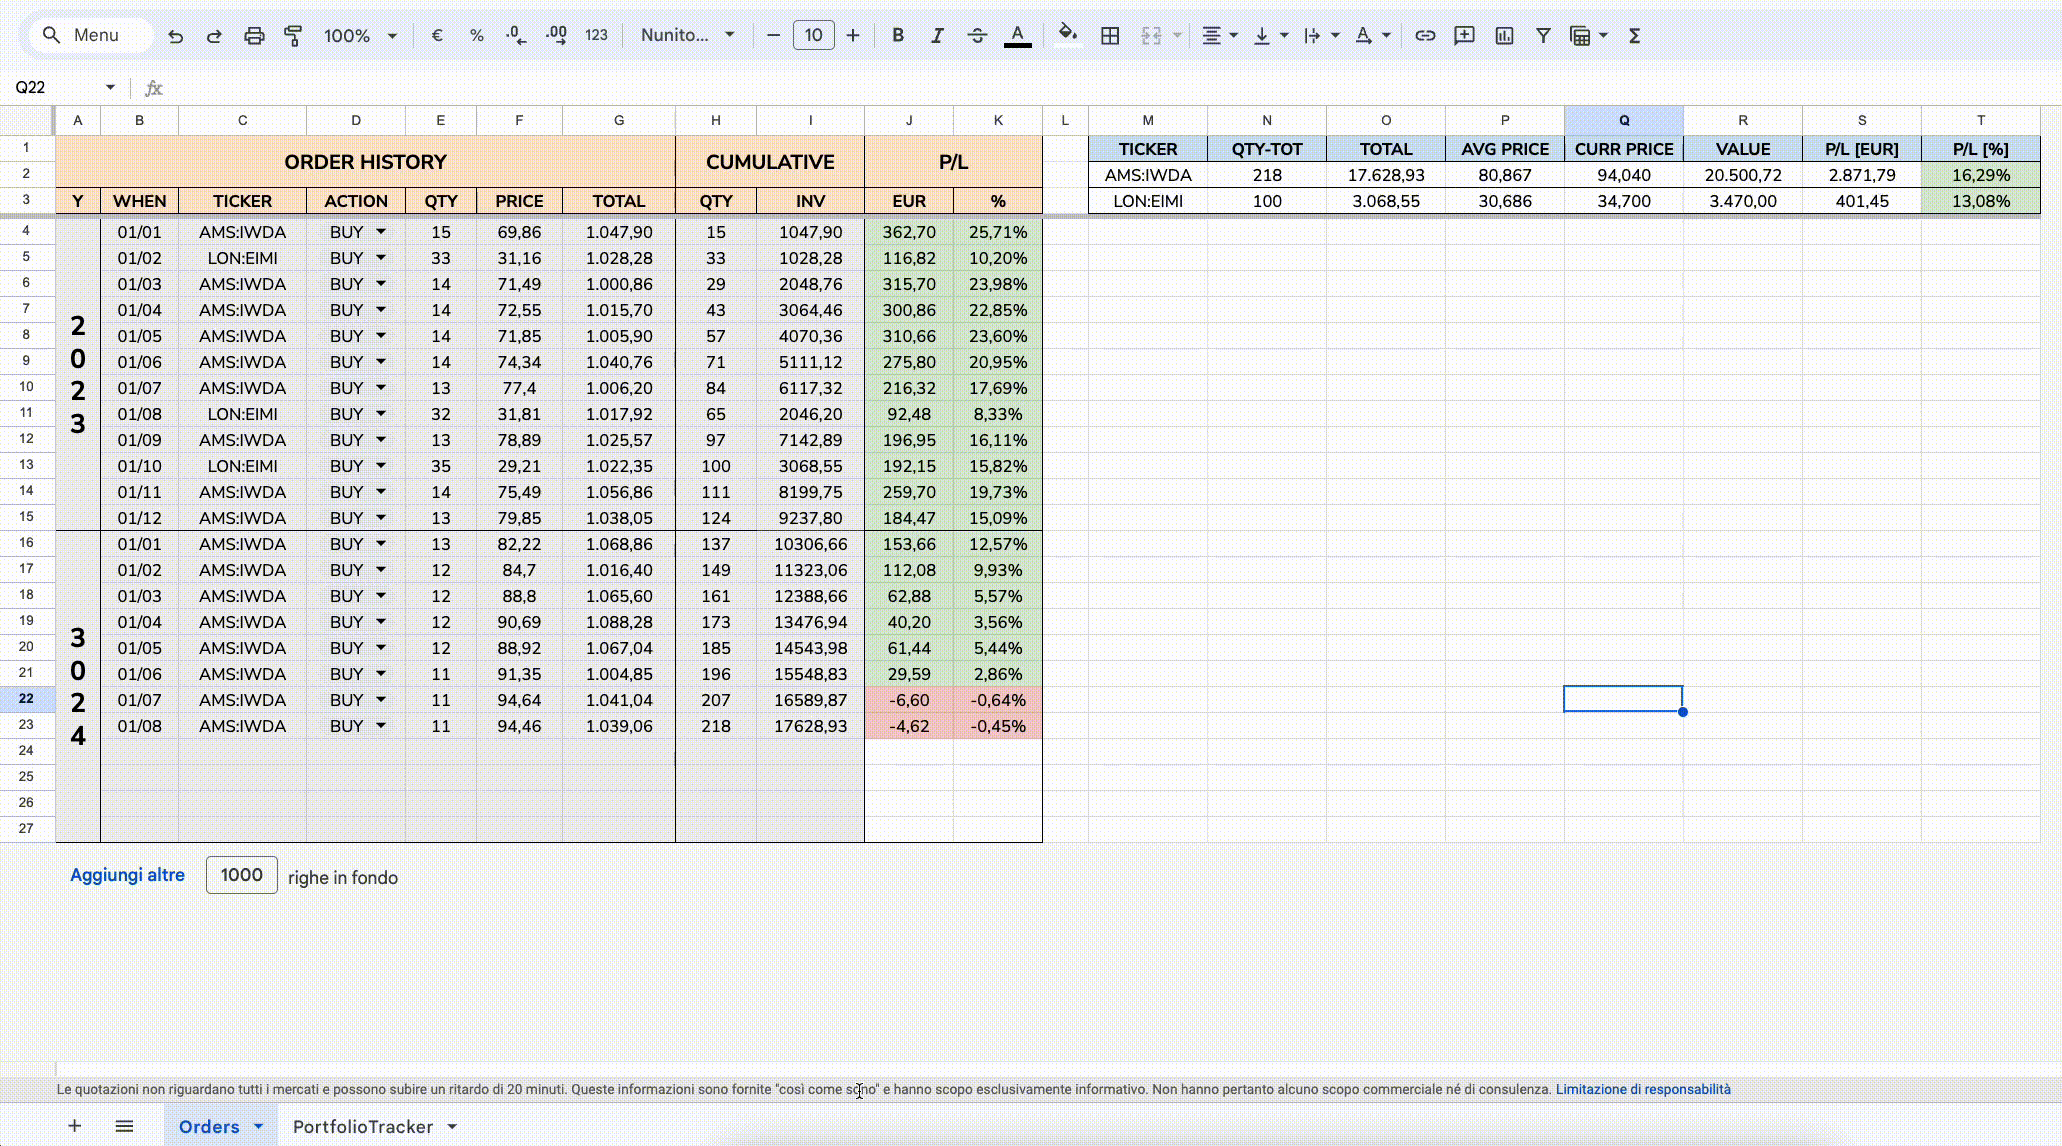 Menu 100% € % .0 .00 123 Nunito... 10 B I S A Σ
Q22 fx
A B C D E F G H I J K L M N O P Q R S T
1 ORDER HISTORY CUMULATIVE P/L TICKER QTY-TOT TOTAL AVG PRICE CURR PRICE VALUE P/L [EUR] P/L [%]
2 AMS:IWDA 218 17.628,93 80,867 94,040 20.500,72 2.871,79 16,29%
3 Y WHEN TICKER ACTION QTY PRICE TOTAL QTY INV EUR % LON:EIMI 100 3.068,55 30,686 34,700 3.470,00 401,45 13,08%
4 01/01 AMS:IWDA BUY 15 69,86 1.047,90 15 1047,90 362,70 25,71%
5 01/02 LON:EIMI BUY 33 31,16 1.028,28 33 1028,28 116,82 10,20%
6 01/03 AMS:IWDA BUY 14 71,49 1.000,86 29 2048,76 315,70 23,98%
7 01/04 AMS:IWDA BUY 14 72,55 1.015,70 43 3064,46 300,86 22,85%
2
8 01/05 AMS:IWDA BUY 14 71,85 1.005,90 57 4070,36 310,66 23,60%
9 0 01/06 AMS:IWDA BUY 14 74,34 1.040,76 71 5111,12 275,80 20,95%
10 2 01/07 AMS:IWDA BUY 13 77,4 1.006,20 84 6117,32 216,32 17,69%
11 3 01/08 LON:EIMI BUY 32 31,81 1.017,92 65 2046,20 92,48 8,33%
12 01/09 AMS:IWDA BUY 13 78,89 1.025,57 97 7142,89 196,95 16,11%
13 01/10 LON:EIMI BUY 35 29,21 1.022,35 100 3068,55 192,15 15,82%
14 01/11 AMS:IWDA BUY 14 75,49 1.056,86 111 8199,75 259,70 19,73%
15 01/12 AMS:IWDA BUY 13 79,85 1.038,05 124 9237,80 184,47 15,09%
16 01/01 AMS:IWDA BUY 13 82,22 1.068,86 137 10306,66 153,66 12,57%
17 01/02 AMS:IWDA BUY 12 84,7 1.016,40 149 11323,06 112,08 9,93%
18 01/03 AMS:IWDA BUY 12 88,8 1.065,60 161 12388,66 62,88 5,57%
19 01/04 AMS:IWDA BUY 12 90,69 1.088,28 173 13476,94 40,20 3,56%
20 3 01/05 AMS:IWDA BUY 12 88,92 1.067,04 185 14543,98 61,44 5,44%
21 0 01/06 AMS:IWDA BUY 11 91,35 1.004,85 196 15548,83 29,59 2,86%
22 2 01/07 AMS:IWDA BUY 11 94,64 1.041,04 207 16589,87 -6,60 -0,64%
23 4 01/08 AMS:IWDA BUY 11 94,46 1.039,06 218 17628,93 -4,62 -0,45%
24
25
26
27
Aggiungi altre 1000 righe in fondo
Le quotazioni non riguardano tutti i mercati e possono subire un ritardo di 20 minuti. Queste informazioni sono fornite "così come sono" e hanno scopo esclusivamente informativo. Non hanno pertanto alcuno scopo commerciale né di consulenza. Limitazione di responsabilità
Orders PortfolioTracker